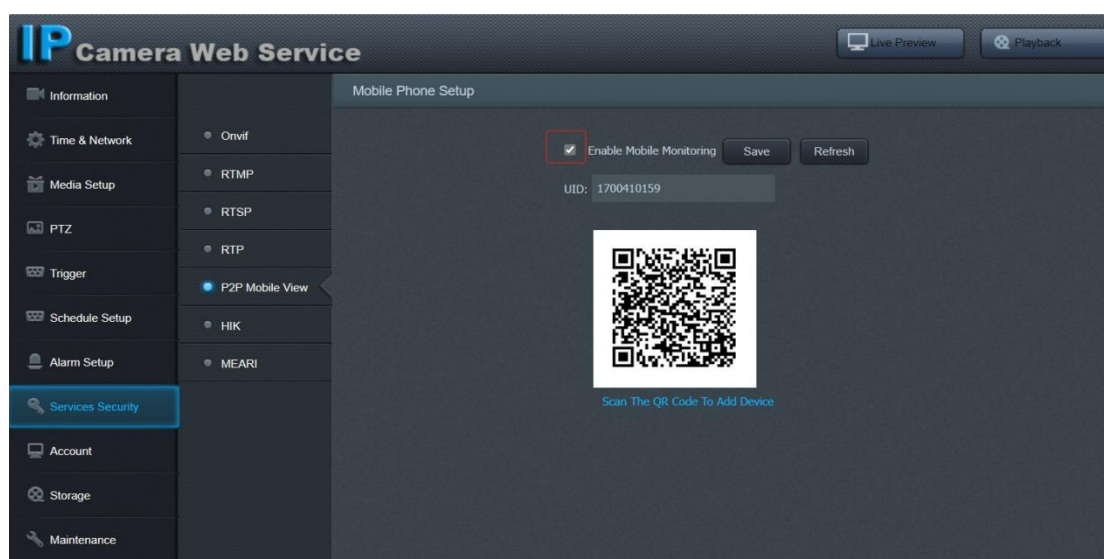 IP Camera Web Service
Live Preview
Playback
Information
Time & Network
Media Setup
PTZ
Trigger
Schedule Setup
Alarm Setup
Services Security
Account
Storage
Maintenance
Onvif
RTMP
RTSP
RTP
P2P Mobile View
HIK
MEARI
Mobile Phone Setup
Enable Mobile Monitoring Save Refresh
UID: 1700410159
Scan The QR Code To Add Device